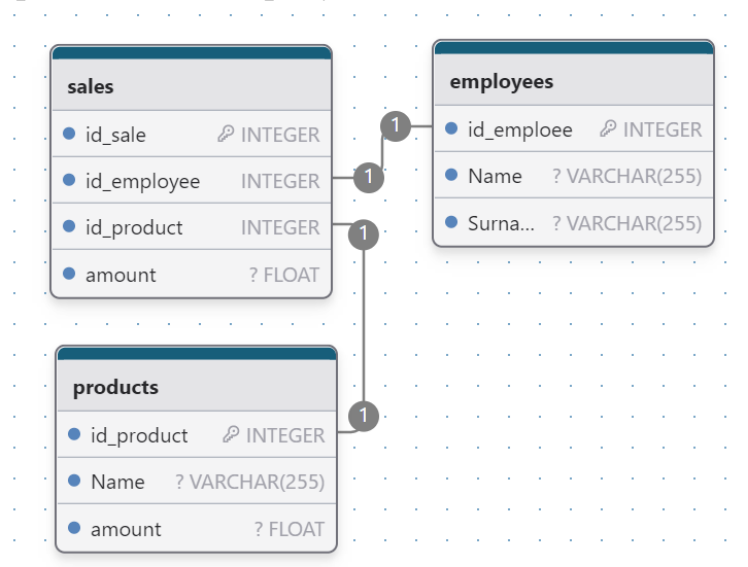 sales
id_sale INTEGER
id_employee INTEGER
id_product INTEGER
amount ? FLOAT
employees
id_emploee INTEGER
Name ? VARCHAR(255)
Surna... ? VARCHAR(255)
1
1
1
1
products
id_product INTEGER
Name ? VARCHAR(255)
amount ? FLOAT